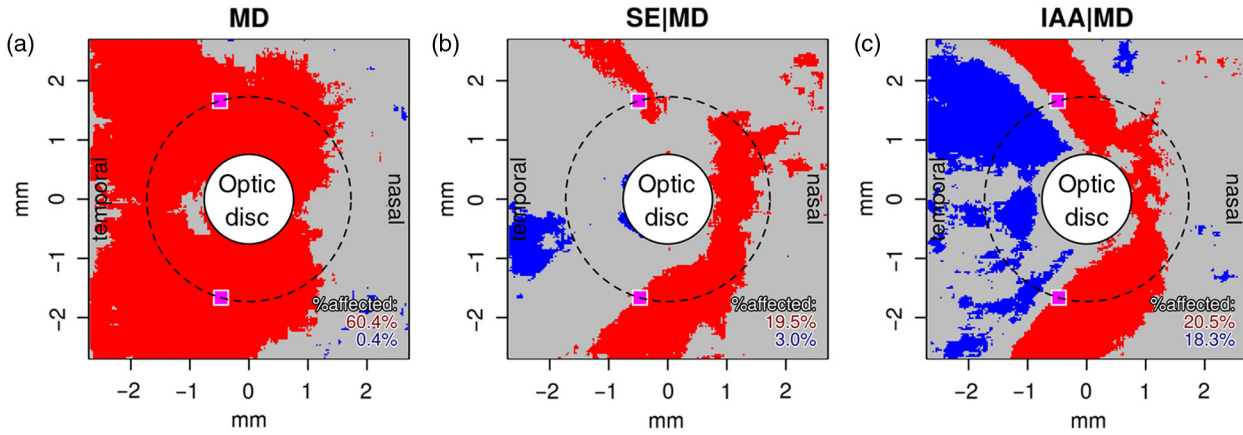 MD
SE|MD
IAA|MD
(a)
(b)
(c)
2
1
0
−1
−2
mm
temporal
Optic
disc
nasal
%affected:
60.4%
0.4%
−2
−1
0
1
2
mm
2
1
0
−1
−2
mm
temporal
Optic
disc
nasal
%affected:
19.5%
3.0%
−2
−1
0
1
2
mm
2
1
0
−1
−2
mm
temporal
Optic
disc
nasal
%affected:
20.5%
18.3%
−2
−1
0
1
2
mm